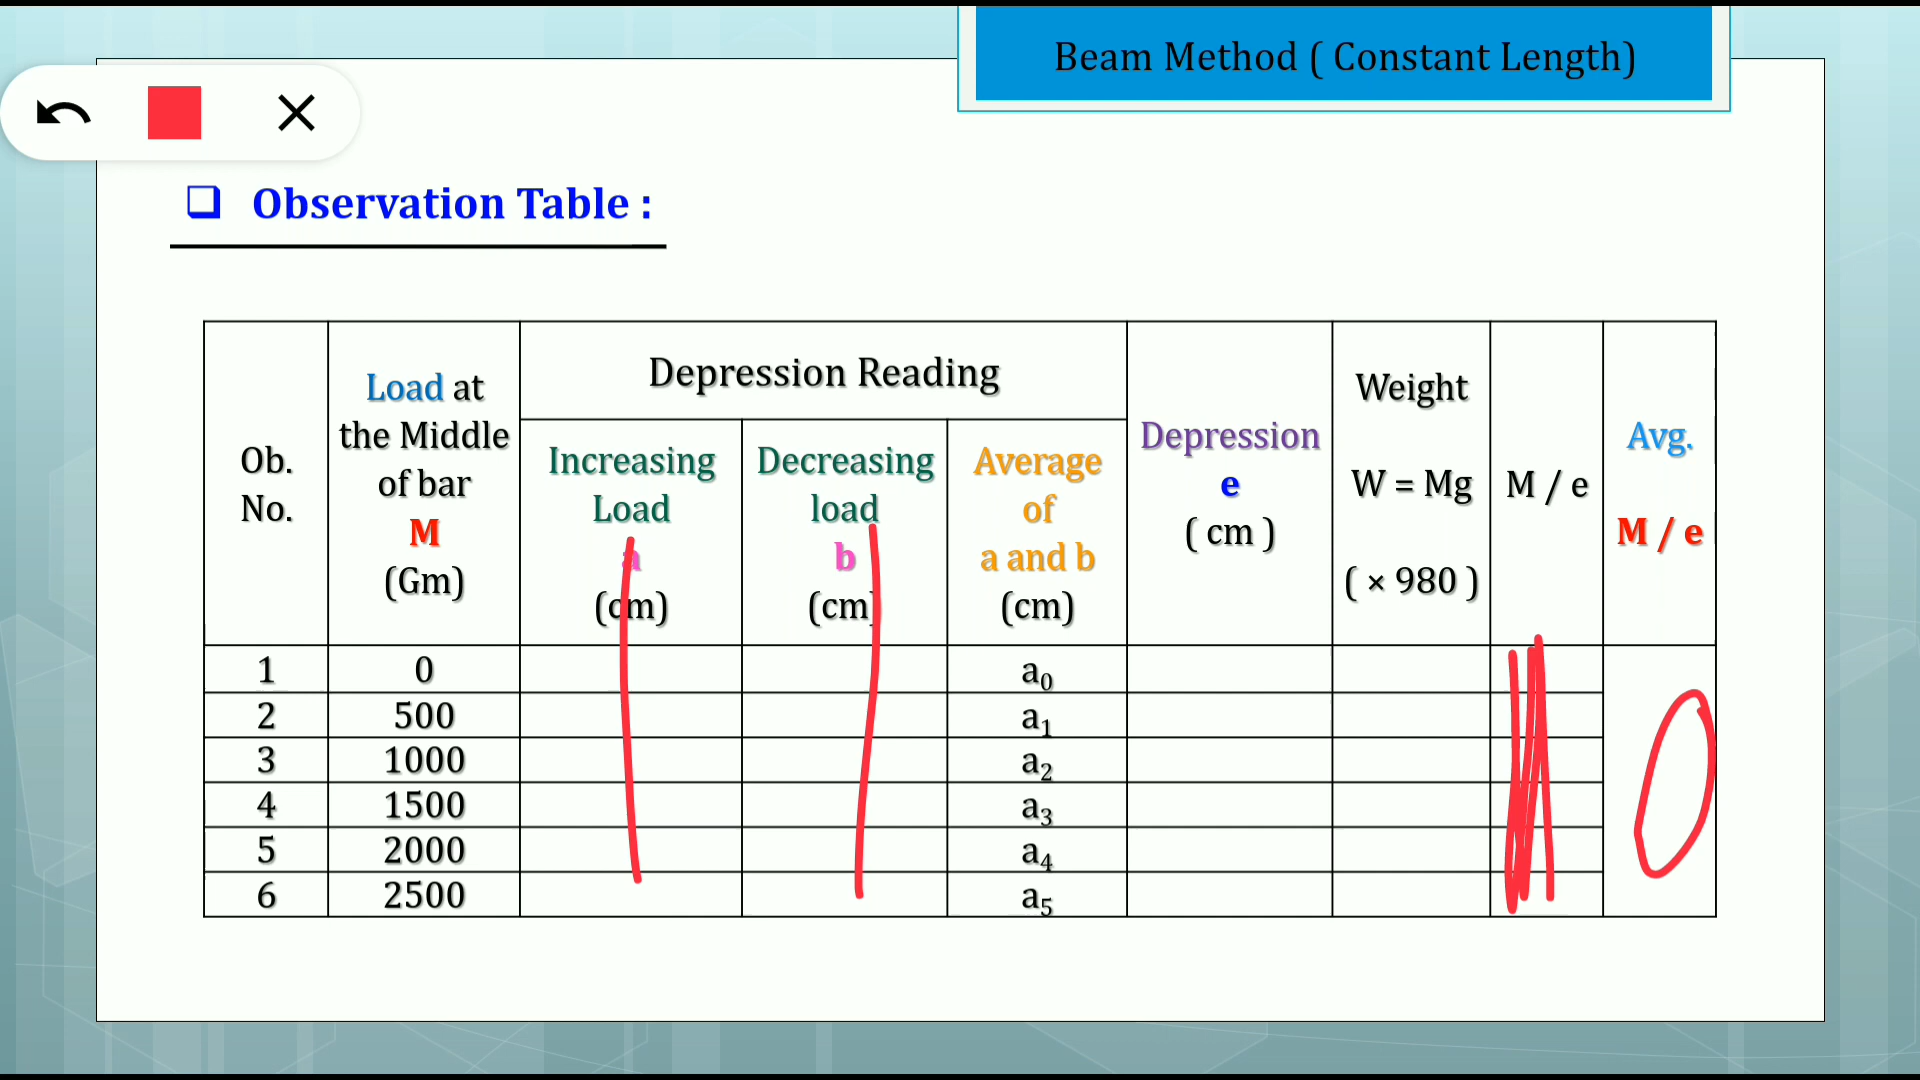 Beam Method ( Constant Length)
❑ Observation Table :
Ob.
No.
Load at
the Middle
of bar
M
(Gm)
Depression Reading
Increasing
Load
a
(cm)
Decreasing
load
b
(cm)
Average
of
a and b
(cm)
Depression
e
( cm )
Weight
W = Mg
( × 980 )
M / e
Avg.
M / e
1 0 a₀
2 500 a₁
3 1000 a₂
4 1500 a₃
5 2000 a₄
6 2500 a₅